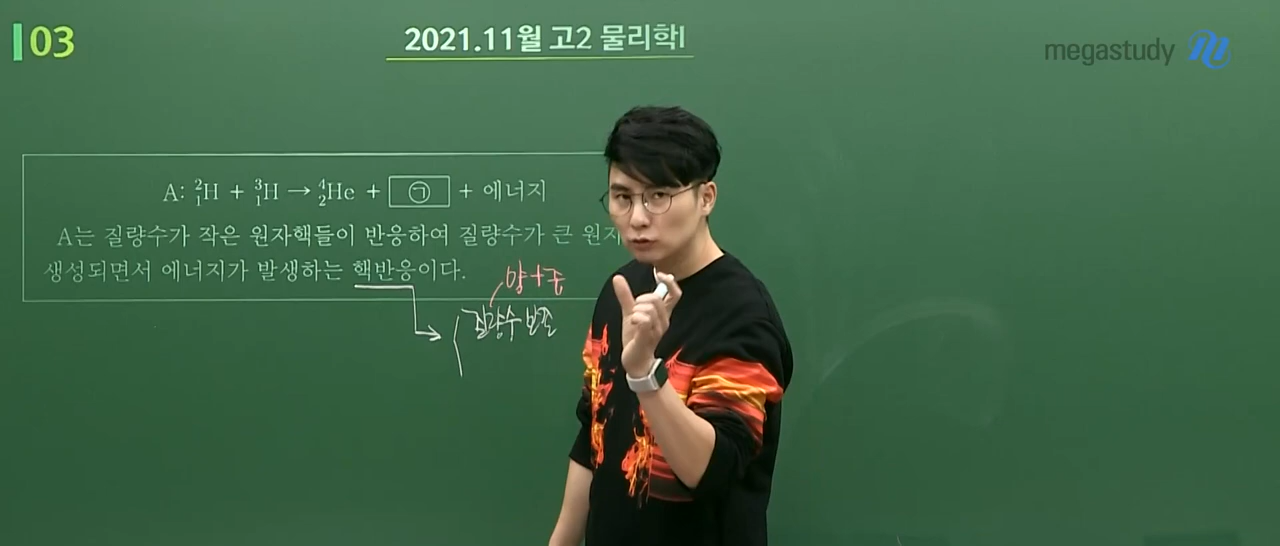 03
2021.11월 고2 물리학I
megastudy
A: ²₁H + ³₁H → ⁴₂He + ㉠ + 에너지
A는 질량수가 작은 원자핵들이 반응하여 질량수가 큰 원자
생성되면서 에너지가 발생하는 핵반응이다.
양+중
질량수 보존